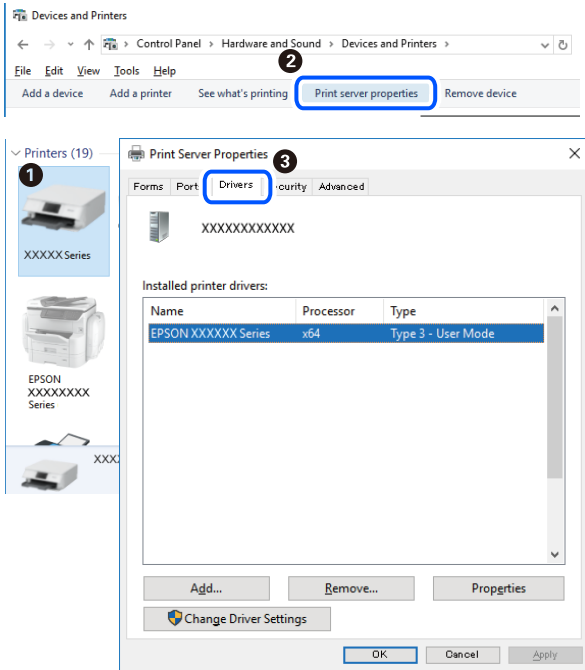 Devices and Printers
Control Panel > Hardware and Sound > Devices and Printers >
2
File Edit View Tools Help
Add a device Add a printer See what's printing Print server properties Remove device
Printers (19)
1
XXXXX Series
EPSON
XXXXXXXX
Series
XXX
Print Server Properties
3
Forms Port Drivers curity Advanced
XXXXXXXXXXXX
Installed printer drivers:
Name Processor Type
EPSON XXXXXX Series x64 Type 3 - User Mode
Add... Remove... Properties
Change Driver Settings
OK Cancel Apply